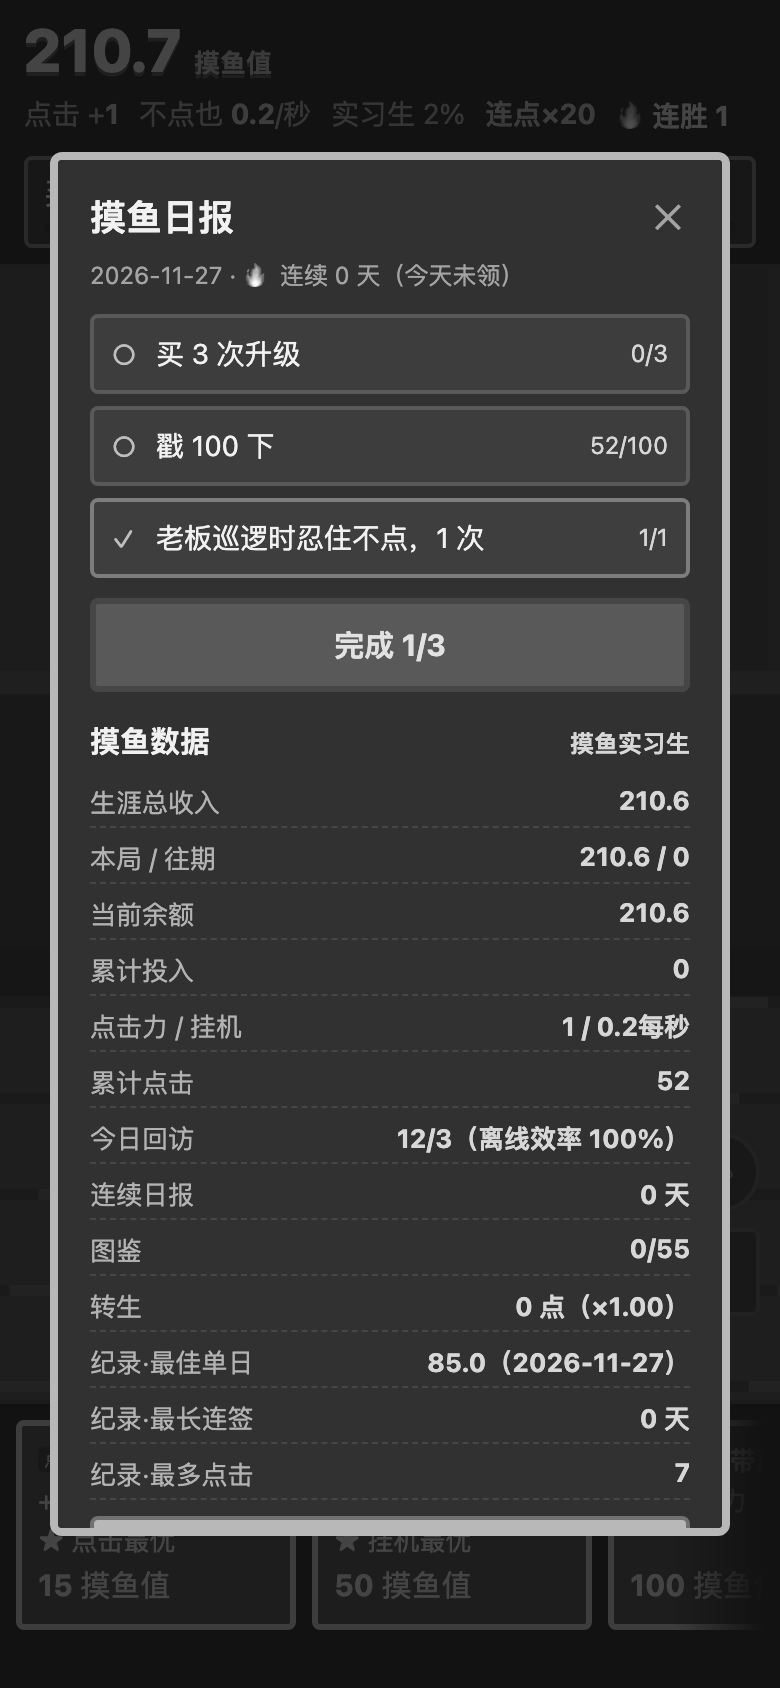 210.7 摸鱼值
点击 +1 不点也 0.2/秒 实习生 2% 连点×20 🔥 连胜 1
摸鱼日报
2026-11-27 · 🔥 连续 0 天（今天未领）
买 3 次升级 0/3
戳 100 下 52/100
老板巡逻时忍住不点，1 次 1/1
完成 1/3
摸鱼数据 摸鱼实习生
生涯总收入 210.6
本局 / 往期 210.6 / 0
当前余额 210.6
累计投入 0
点击力 / 挂机 1 / 0.2每秒
累计点击 52
今日回访 12/3（离线效率 100%）
连续日报 0 天
图鉴 0/55
转生 0 点（×1.00）
纪录·最佳单日 85.0（2026-11-27）
纪录·最长连签 0 天
纪录·最多点击 7
★ 点击最优 ★ 挂机最优
15 摸鱼值 50 摸鱼值 100 摸鱼